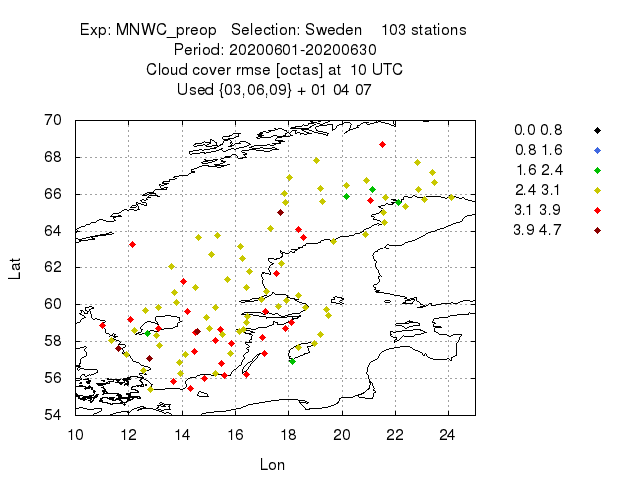 Exp: MNWC_preop   Selection: Sweden    103 stations
Period: 20200601-20200630
Cloud cover rmse [octas] at  10 UTC
Used {03,06,09} + 01 04 07
70
68
66
64
62
60
58
56
54
Lat
10 12 14 16 18 20 22 24
Lon
0.0 0.8
0.8 1.6
1.6 2.4
2.4 3.1
3.1 3.9
3.9 4.7